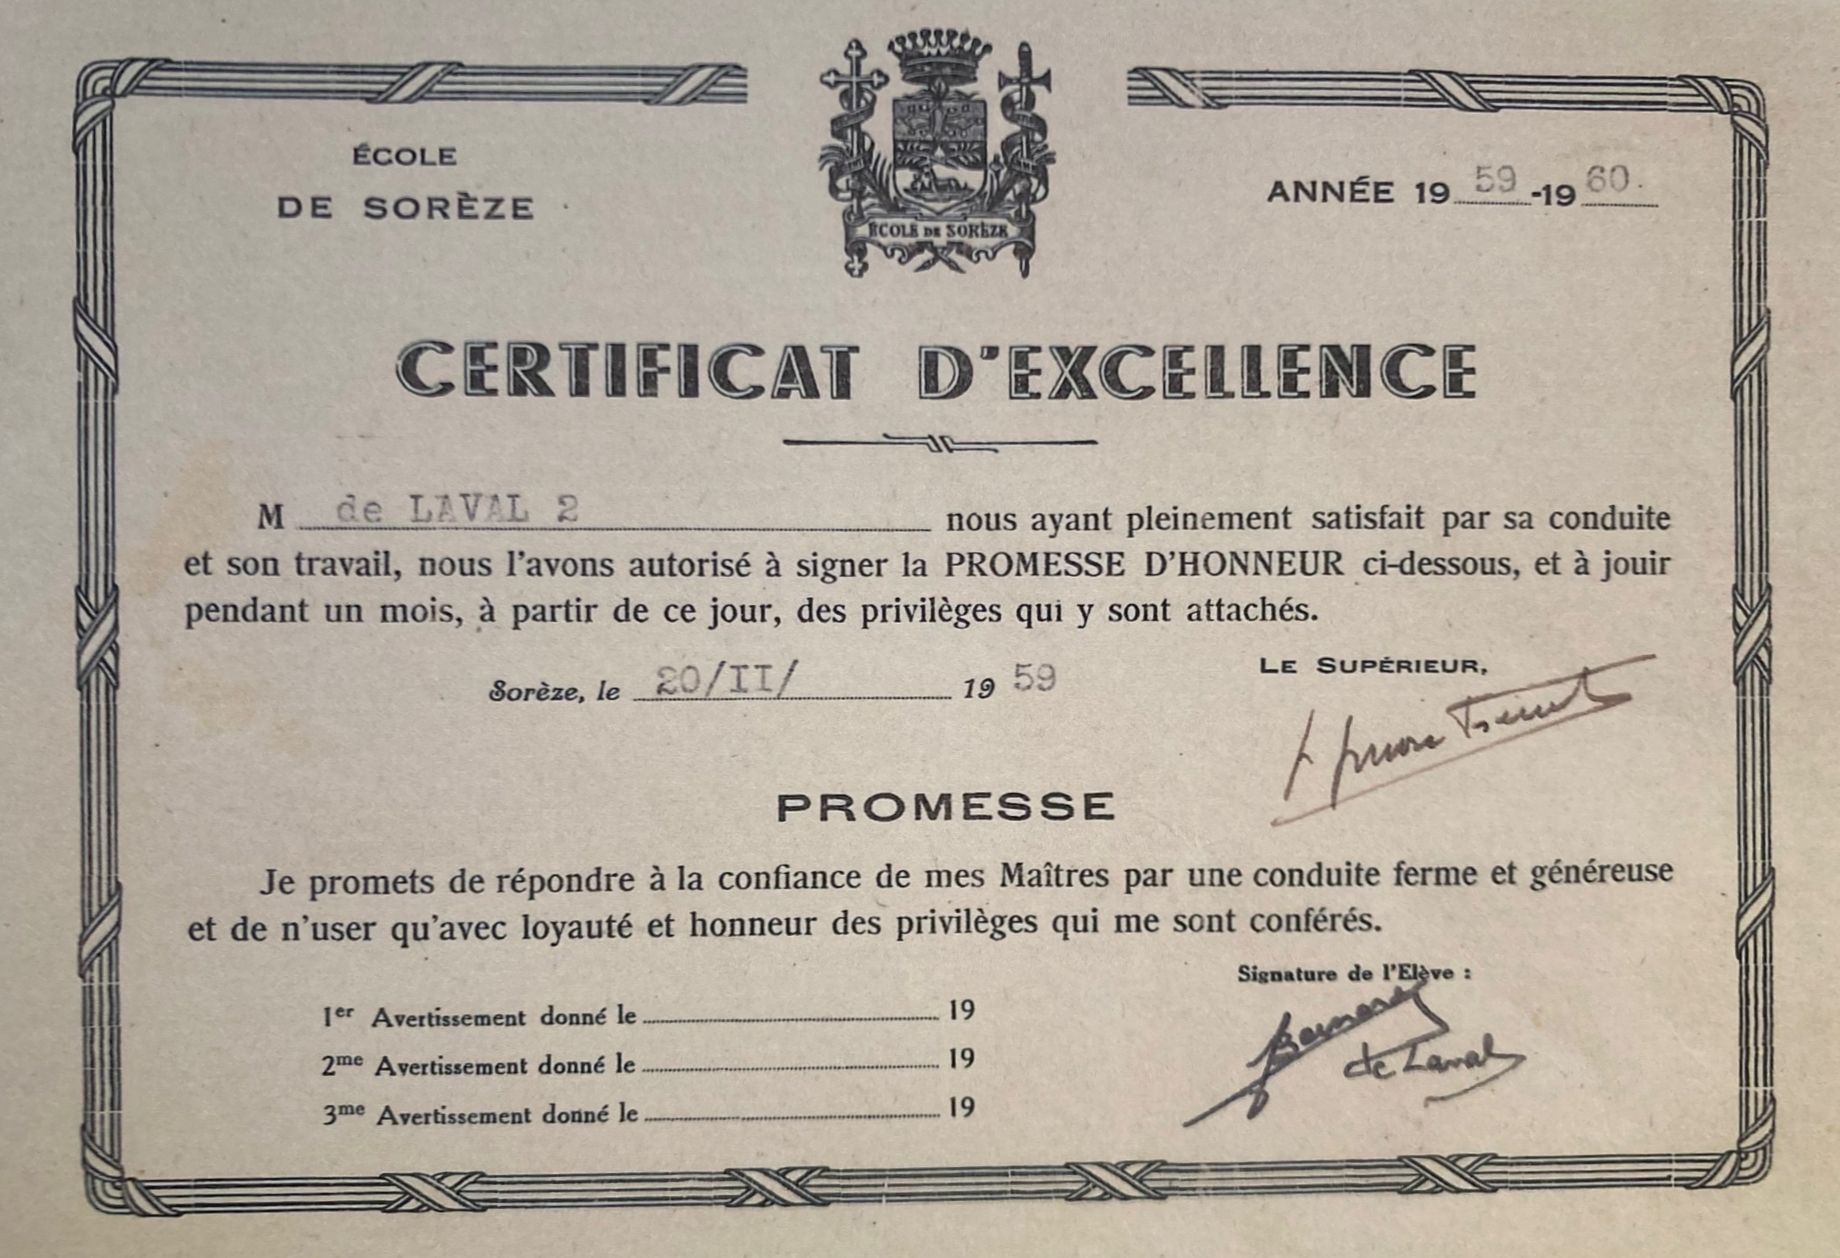 ÉCOLE
DE SORÈZE
ÉCOLE DE SORÈZE
ANNÉE 19 59 -19 60.
CERTIFICAT D'EXCELLENCE
M de LAVAL 2 nous ayant pleinement satisfait par sa conduite
et son travail, nous l'avons autorisé à signer la PROMESSE D'HONNEUR ci-dessous, et à jouir
pendant un mois, à partir de ce jour, des privilèges qui y sont attachés.
Sorèze, le 20/II/ 19 59
LE SUPÉRIEUR,
PROMESSE
Je promets de répondre à la confiance de mes Maîtres par une conduite ferme et généreuse
et de n'user qu'avec loyauté et honneur des privilèges qui me sont conférés.
Signature de l'Elève :
Bernard
de Laval
1er Avertissement donné le 19
2me Avertissement donné le 19
3me Avertissement donné le 19